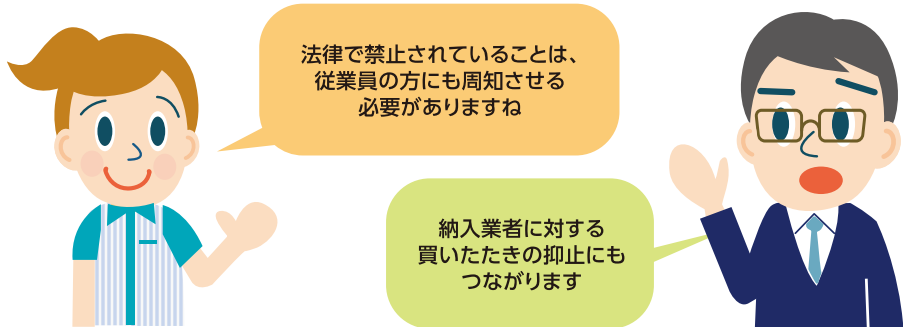 法律で禁止されていることは、
従業員の方にも周知させる
必要がありますね
納入業者に対する
買いたたきの抑止にも
つながります